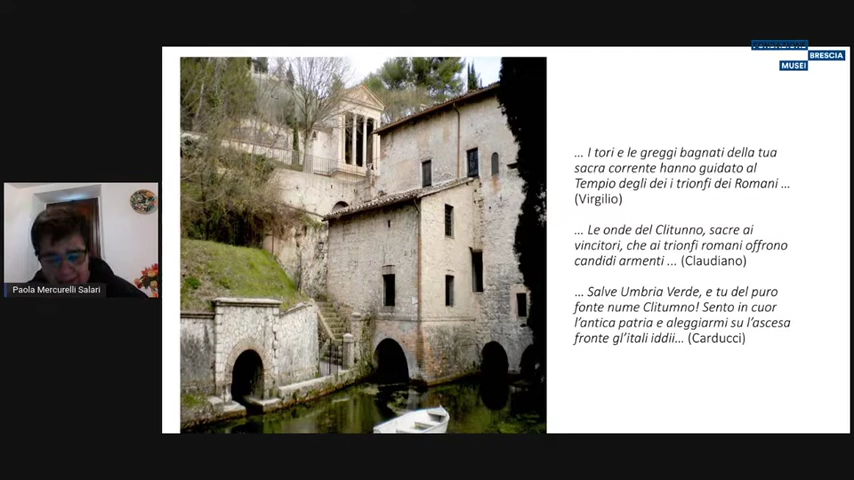 FONDAZIONE
BRESCIA
MUSEI
... I tori e le greggi bagnati della tua
sacra corrente hanno guidato al
Tempio degli dei i trionfi dei Romani ...
(Virgilio)
... Le onde del Clitunno, sacre ai
vincitori, che ai trionfi romani offrono
candidi armenti ... (Claudiano)
... Salve Umbria Verde, e tu del puro
fonte nume Clitumno! Sento in cuor
l’antica patria e aleggiarmi su l’ascesa
fronte gl’itali iddii... (Carducci)
Paola Mercurelli Salari